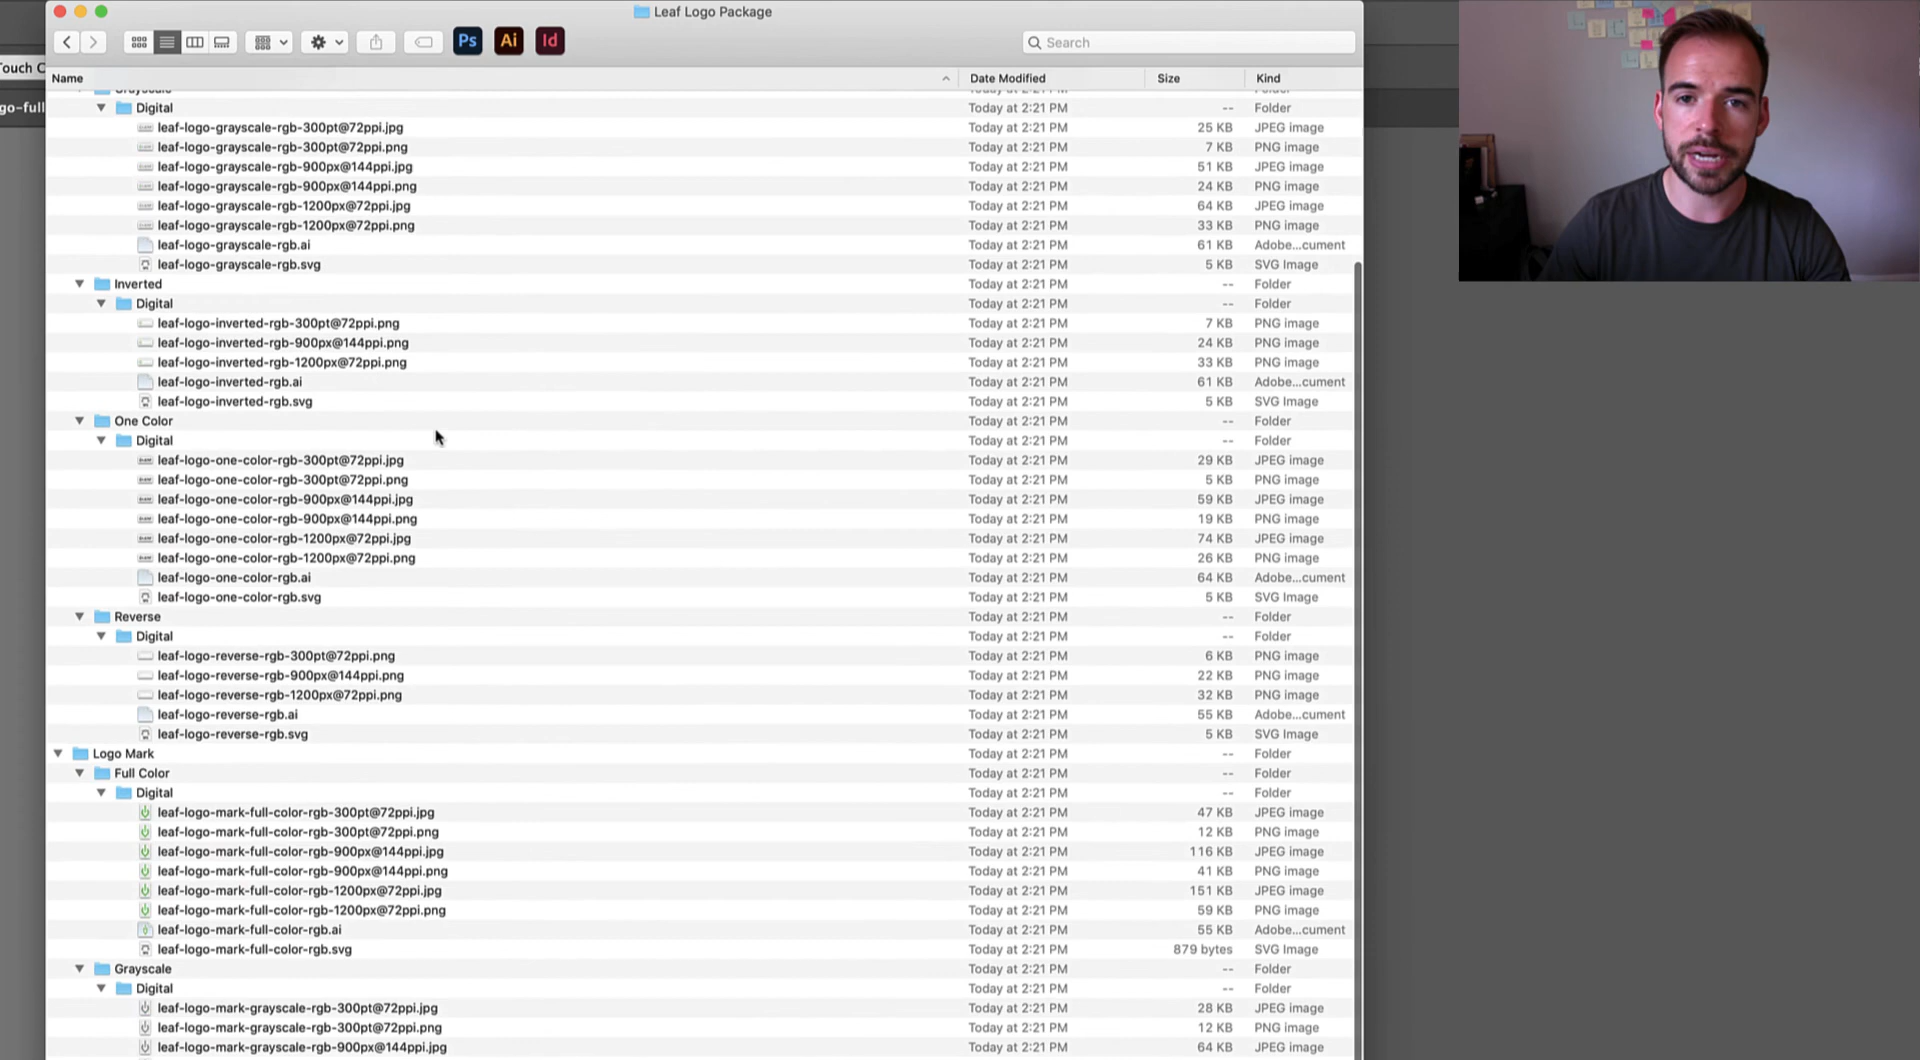 Leaf Logo Package
Ps Ai Id
Search
Touch C
go-full
Name Date Modified Size Kind
Grayscale Today at 2:21 PM -- Folder
Digital Today at 2:21 PM -- Folder
leaf-logo-grayscale-rgb-300pt@72ppi.jpg Today at 2:21 PM 25 KB JPEG image
leaf-logo-grayscale-rgb-300pt@72ppi.png Today at 2:21 PM 7 KB PNG image
leaf-logo-grayscale-rgb-900px@144ppi.jpg Today at 2:21 PM 51 KB JPEG image
leaf-logo-grayscale-rgb-900px@144ppi.png Today at 2:21 PM 24 KB PNG image
leaf-logo-grayscale-rgb-1200px@72ppi.jpg Today at 2:21 PM 64 KB JPEG image
leaf-logo-grayscale-rgb-1200px@72ppi.png Today at 2:21 PM 33 KB PNG image
leaf-logo-grayscale-rgb.ai Today at 2:21 PM 61 KB Adobe...cument
leaf-logo-grayscale-rgb.svg Today at 2:21 PM 5 KB SVG Image
Inverted Today at 2:21 PM -- Folder
Digital Today at 2:21 PM -- Folder
leaf-logo-inverted-rgb-300pt@72ppi.png Today at 2:21 PM 7 KB PNG image
leaf-logo-inverted-rgb-900px@144ppi.png Today at 2:21 PM 24 KB PNG image
leaf-logo-inverted-rgb-1200px@72ppi.png Today at 2:21 PM 33 KB PNG image
leaf-logo-inverted-rgb.ai Today at 2:21 PM 61 KB Adobe...cument
leaf-logo-inverted-rgb.svg Today at 2:21 PM 5 KB SVG Image
One Color Today at 2:21 PM -- Folder
Digital Today at 2:21 PM -- Folder
leaf-logo-one-color-rgb-300pt@72ppi.jpg Today at 2:21 PM 29 KB JPEG image
leaf-logo-one-color-rgb-300pt@72ppi.png Today at 2:21 PM 5 KB PNG image
leaf-logo-one-color-rgb-900px@144ppi.jpg Today at 2:21 PM 59 KB JPEG image
leaf-logo-one-color-rgb-900px@144ppi.png Today at 2:21 PM 19 KB PNG image
leaf-logo-one-color-rgb-1200px@72ppi.jpg Today at 2:21 PM 74 KB JPEG image
leaf-logo-one-color-rgb-1200px@72ppi.png Today at 2:21 PM 26 KB PNG image
leaf-logo-one-color-rgb.ai Today at 2:21 PM 64 KB Adobe...cument
leaf-logo-one-color-rgb.svg Today at 2:21 PM 5 KB SVG Image
Reverse Today at 2:21 PM -- Folder
Digital Today at 2:21 PM -- Folder
leaf-logo-reverse-rgb-300pt@72ppi.png Today at 2:21 PM 6 KB PNG image
leaf-logo-reverse-rgb-900px@144ppi.png Today at 2:21 PM 22 KB PNG image
leaf-logo-reverse-rgb-1200px@72ppi.png Today at 2:21 PM 32 KB PNG image
leaf-logo-reverse-rgb.ai Today at 2:21 PM 55 KB Adobe...cument
leaf-logo-reverse-rgb.svg Today at 2:21 PM 5 KB SVG Image
Logo Mark Today at 2:21 PM -- Folder
Full Color Today at 2:21 PM -- Folder
Digital Today at 2:21 PM -- Folder
leaf-logo-mark-full-color-rgb-300pt@72ppi.jpg Today at 2:21 PM 47 KB JPEG image
leaf-logo-mark-full-color-rgb-300pt@72ppi.png Today at 2:21 PM 12 KB PNG image
leaf-logo-mark-full-color-rgb-900px@144ppi.jpg Today at 2:21 PM 116 KB JPEG image
leaf-logo-mark-full-color-rgb-900px@144ppi.png Today at 2:21 PM 41 KB PNG image
leaf-logo-mark-full-color-rgb-1200px@72ppi.jpg Today at 2:21 PM 151 KB JPEG image
leaf-logo-mark-full-color-rgb-1200px@72ppi.png Today at 2:21 PM 59 KB PNG image
leaf-logo-mark-full-color-rgb.ai Today at 2:21 PM 55 KB Adobe...cument
leaf-logo-mark-full-color-rgb.svg Today at 2:21 PM 879 bytes SVG Image
Grayscale Today at 2:21 PM -- Folder
Digital Today at 2:21 PM -- Folder
leaf-logo-mark-grayscale-rgb-300pt@72ppi.jpg Today at 2:21 PM 28 KB JPEG image
leaf-logo-mark-grayscale-rgb-300pt@72ppi.png Today at 2:21 PM 12 KB PNG image
leaf-logo-mark-grayscale-rgb-900px@144ppi.jpg Today at 2:21 PM 64 KB JPEG image